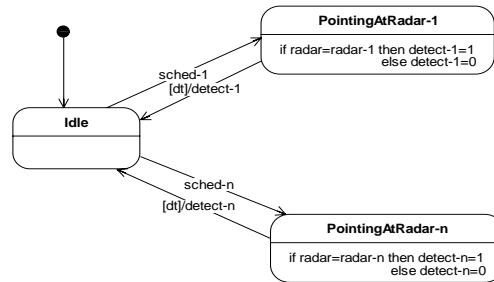 PointingAtRadar-1
if radar=radar-1 then detect-1=1
else detect-1=0
sched-1
[dt]/detect-1
Idle
sched-n
[dt]/detect-n
PointingAtRadar-n
if radar=radar-n then detect-n=1
else detect-n=0